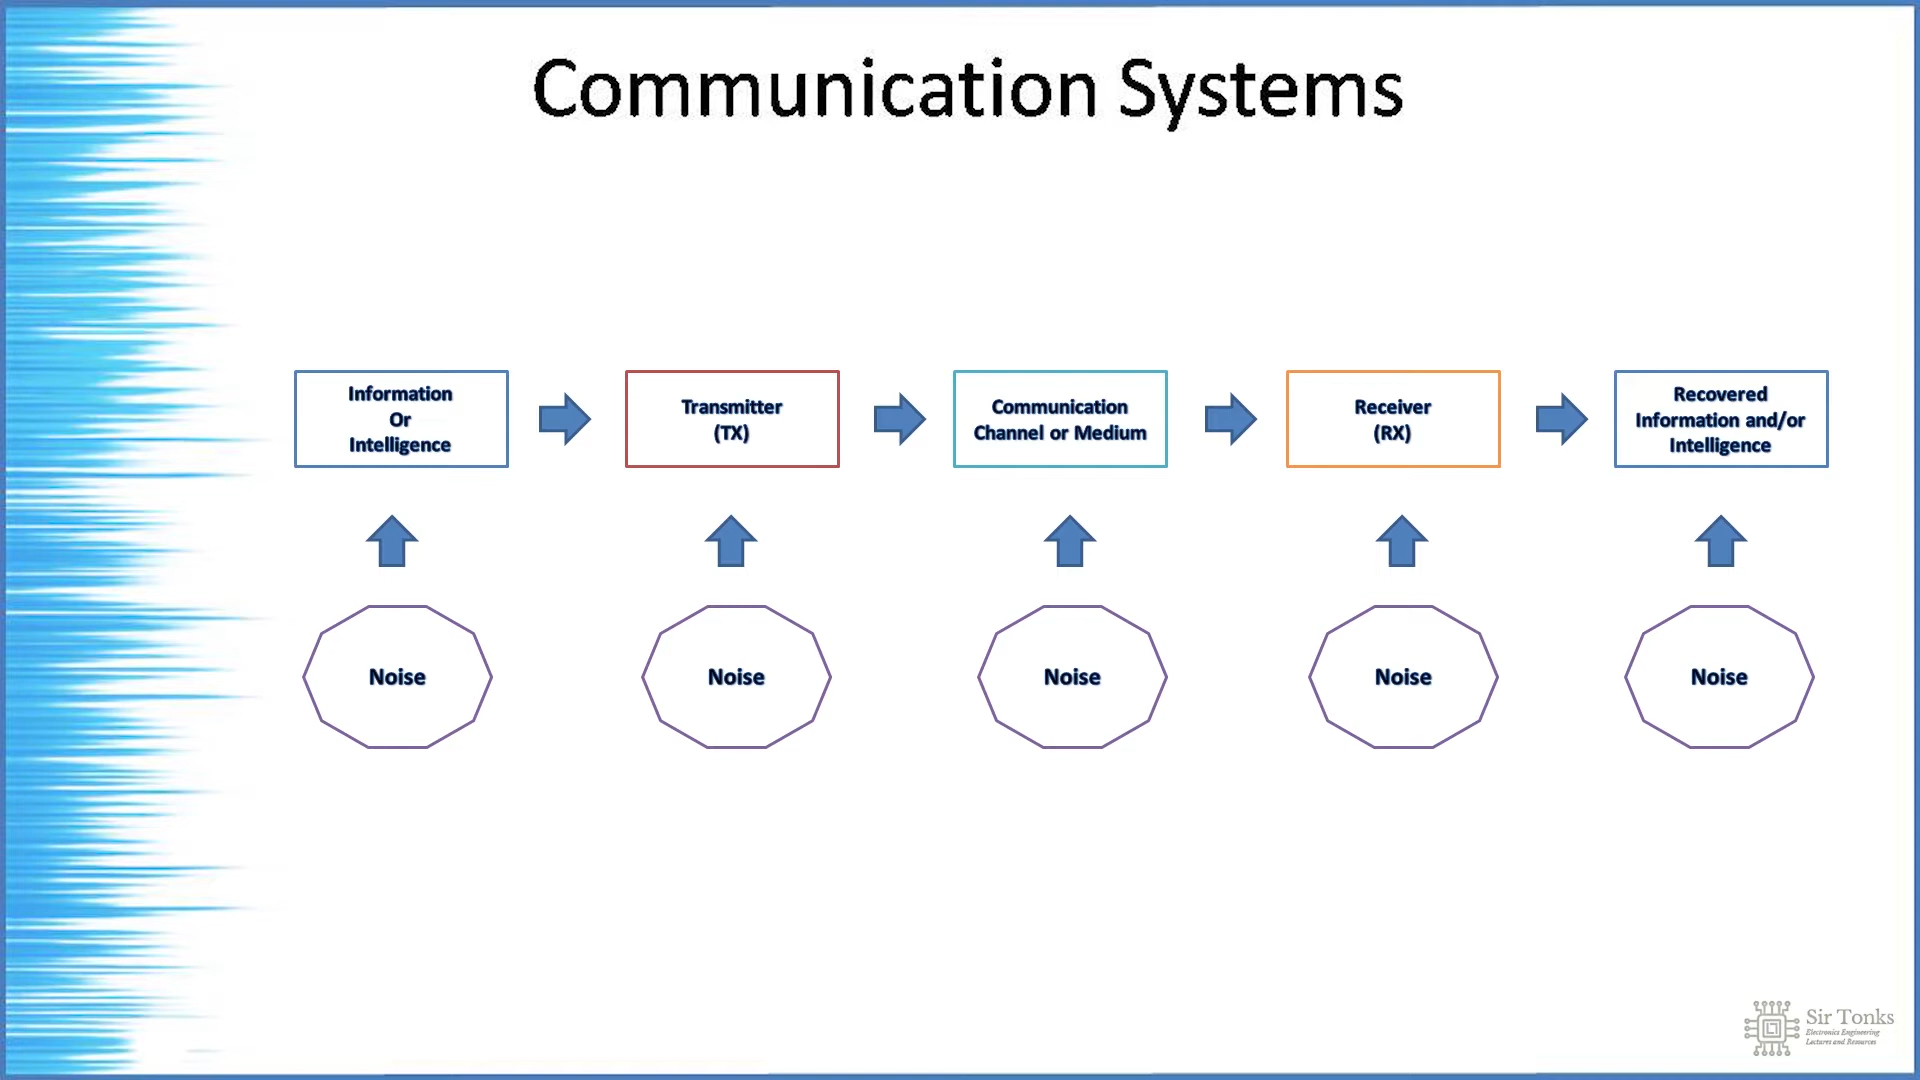 Communication Systems
Information
Or
Intelligence
Transmitter
(TX)
Communication
Channel or Medium
Receiver
(RX)
Recovered
Information and/or
Intelligence
Noise
Noise
Noise
Noise
Noise
Sir Tonks
Electronics Engineering
Lectures and Resources